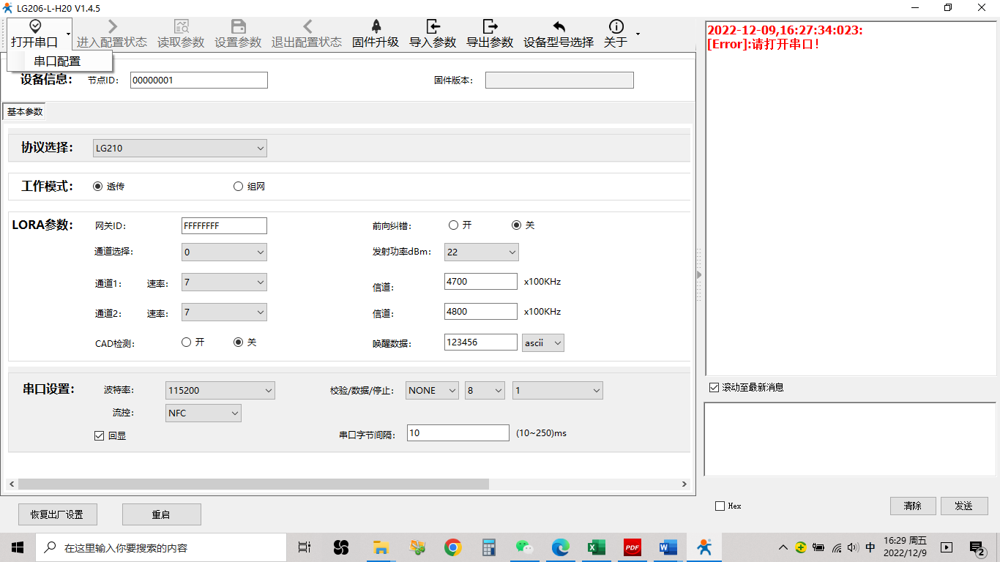 LG206-L-H20 V1.4.5
打开串口 进入配置状态 读取参数 设置参数 退出配置状态 固件升级 导入参数 导出参数 设备型号选择 关于
串口配置
设备信息: 节点ID: 00000001 固件版本:
基本参数
协议选择: LG210
工作模式: 透传 组网
LORA参数: 网关ID: FFFFFFFF 前向纠错: 开 关
通道选择: 0 发射功率dBm: 22
通道1: 速率: 7 信道: 4700 x100KHz
通道2: 速率: 7 信道: 4800 x100KHz
CAD检测: 开 关 唤醒数据: 123456 ascii
串口设置: 波特率: 115200 校验/数据/停止: NONE 8 1
流控: NFC
回显 串口字节间隔: 10 (10~250)ms
恢复出厂设置 重启
2022-12-09,16:27:34:023:
[Error]:请打开串口!
滚动至最新消息
Hex 清除 发送
在这里输入你要搜索的内容
PDF
中
16:29 周五
2022/12/9
2